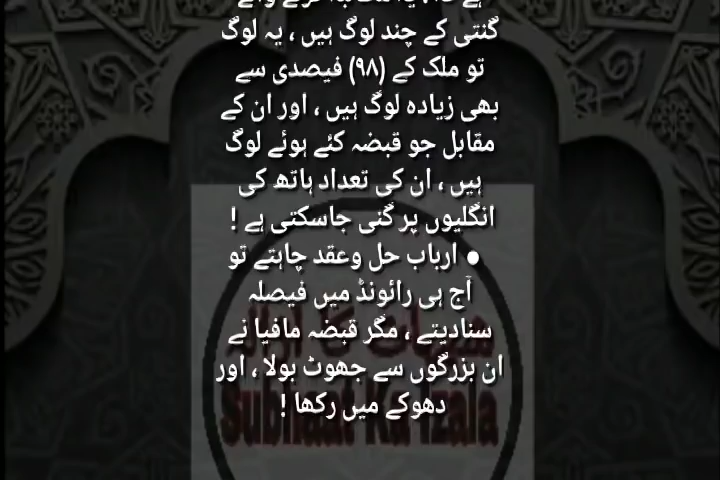 گنتی کے چند لوگ ہیں ، یہ لوگ
تو ملک کے (۹۸) فیصدی سے
بھی زیادہ لوگ ہیں ، اور ان کے
مقابل جو قبضہ کئے ہوئے لوگ
ہیں ، ان کی تعداد ہاتھ کی
انگلیوں پر گنی جاسکتی ہے !
● ارباب حل وعقد چاہتے تو
آج ہی رائونڈ میں فیصلہ
سنادیتے ، مگر قبضہ مافیا نے
ان بزرگوں سے جھوٹ بولا ، اور
دھوکے میں رکھا !
Subhaat Ka Izala